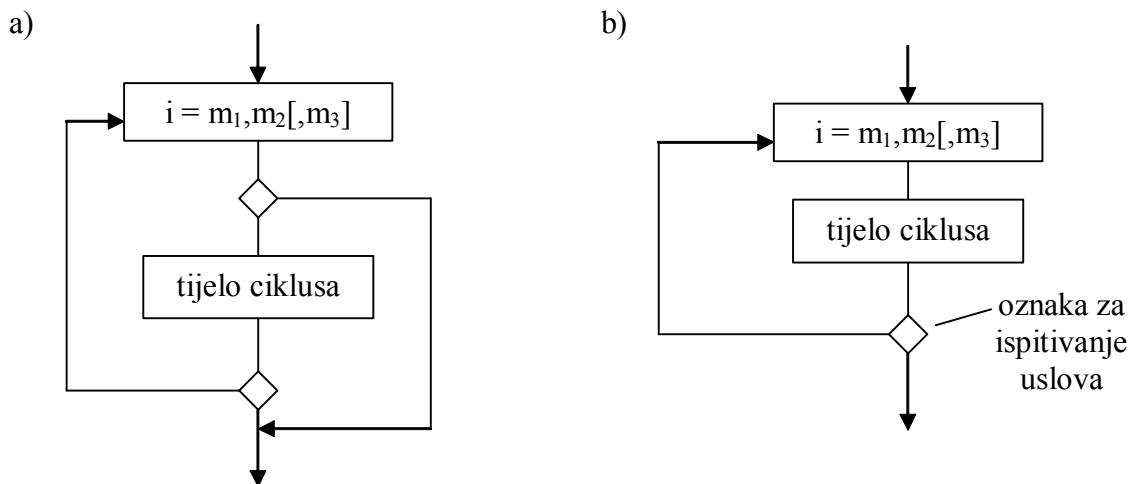 a)
i = m₁,m₂[,m₃]
tijelo ciklusa
b)
i = m₁,m₂[,m₃]
tijelo ciklusa
oznaka za
ispitivanje
uslova